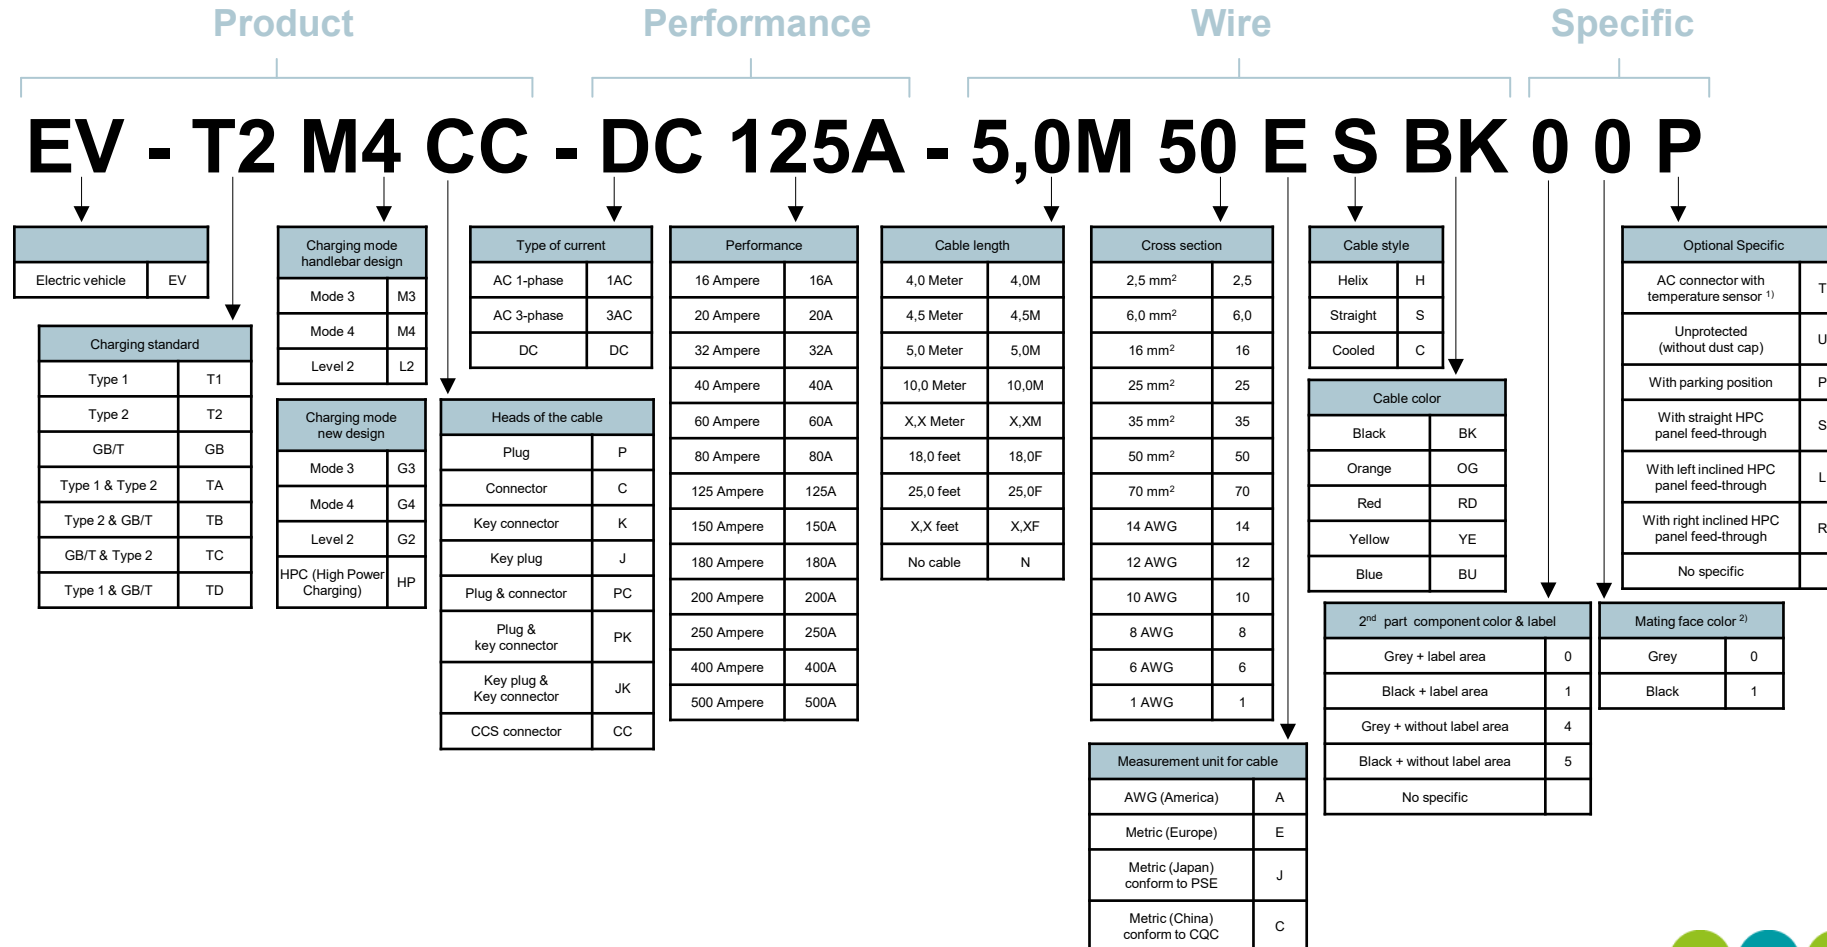 Product Performance Wire Specific
EV - T2 M4 CC - DC 125A - 5,0M 50 E S BK 0 0 P
Electric vehicle EV
Charging standard
Type 1 T1
Type 2 T2
GB/T GB
Type 1 & Type 2 TA
Type 2 & GB/T TB
GB/T & Type 2 TC
Type 1 & GB/T TD
Charging mode
handlebar design
Mode 3 M3
Mode 4 M4
Level 2 L2
Charging mode
new design
Mode 3 G3
Mode 4 G4
Level 2 G2
HPC (High Power
Charging) HP
Heads of the cable
Plug P
Connector C
Key connector K
Key plug J
Plug & connector PC
Plug &
key connector PK
Key plug &
Key connector JK
CCS connector CC
Type of current
AC 1-phase 1AC
AC 3-phase 3AC
DC DC
Performance
16 Ampere 16A
20 Ampere 20A
32 Ampere 32A
40 Ampere 40A
60 Ampere 60A
80 Ampere 80A
125 Ampere 125A
150 Ampere 150A
180 Ampere 180A
200 Ampere 200A
250 Ampere 250A
400 Ampere 400A
500 Ampere 500A
Cable length
4,0 Meter 4,0M
4,5 Meter 4,5M
5,0 Meter 5,0M
10,0 Meter 10,0M
X,X Meter X,XM
18,0 feet 18,0F
25,0 feet 25,0F
X,X feet X,XF
No cable N
Cross section
2,5 mm² 2,5
6,0 mm² 6,0
16 mm² 16
25 mm² 25
35 mm² 35
50 mm² 50
70 mm² 70
14 AWG 14
12 AWG 12
10 AWG 10
8 AWG 8
6 AWG 6
1 AWG 1
Measurement unit for cable
AWG (America) A
Metric (Europe) E
Metric (Japan)
conform to PSE J
Metric (China)
conform to CQC C
Cable style
Helix H
Straight S
Cooled C
Cable color
Black BK
Orange OG
Red RD
Yellow YE
Blue BU
2nd part component color & label
Grey + label area 0
Black + label area 1
Grey + without label area 4
Black + without label area 5
No specific
Mating face color 2)
Grey 0
Black 1
Optional Specific
AC connector with
temperature sensor 1) T
Unprotected
(without dust cap) U
With parking position P
With straight HPC
panel feed-through S
With left inclined HPC
panel feed-through L
With right inclined HPC
panel feed-through R
No specific